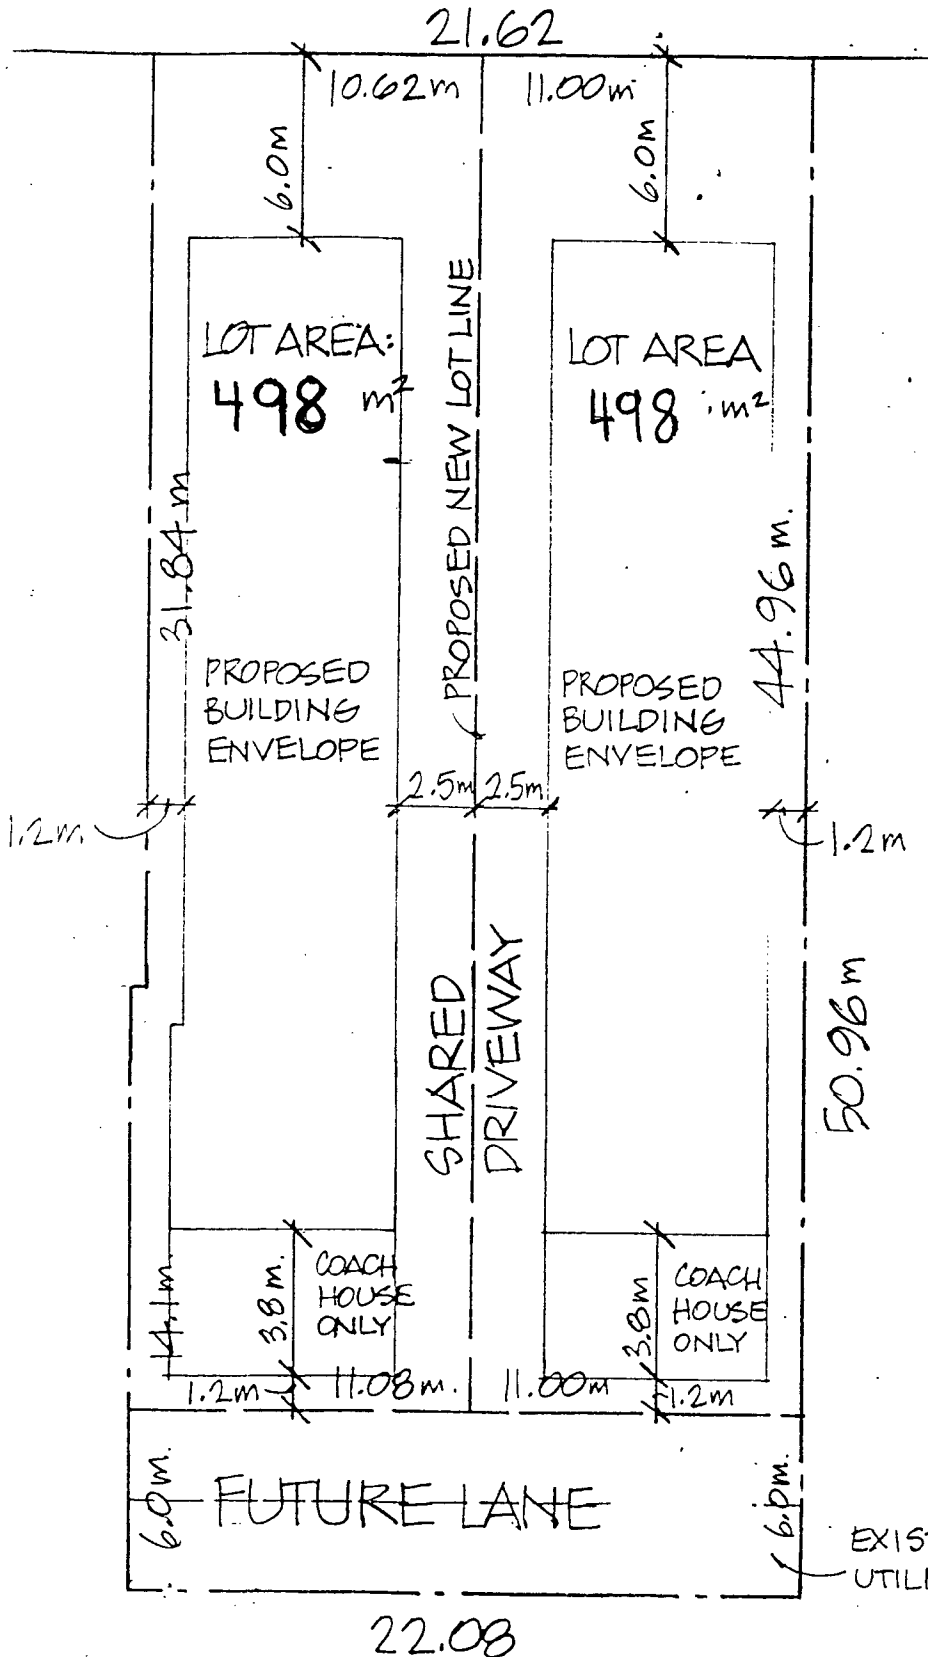 21.62
10.62m 11.00m
6.0m
6.0m
LOT AREA:
498 m²
LOT AREA
498 m²
PROPOSED NEW LOT LINE
31.84 m
44.96 m.
PROPOSED
BUILDING
ENVELOPE
PROPOSED
BUILDING
ENVELOPE
2.5m 2.5m
1.2m
1.2m
SHARED
DRIVEWAY
50.96 m
14.1m
3.8m.
COACH
HOUSE
ONLY
3.8m
COACH
HOUSE
ONLY
1.2m 11.08m. 11.00m 1.2m
6.0m.
FUTURE LANE
6.0m.
EXIST
UTILI
22.08